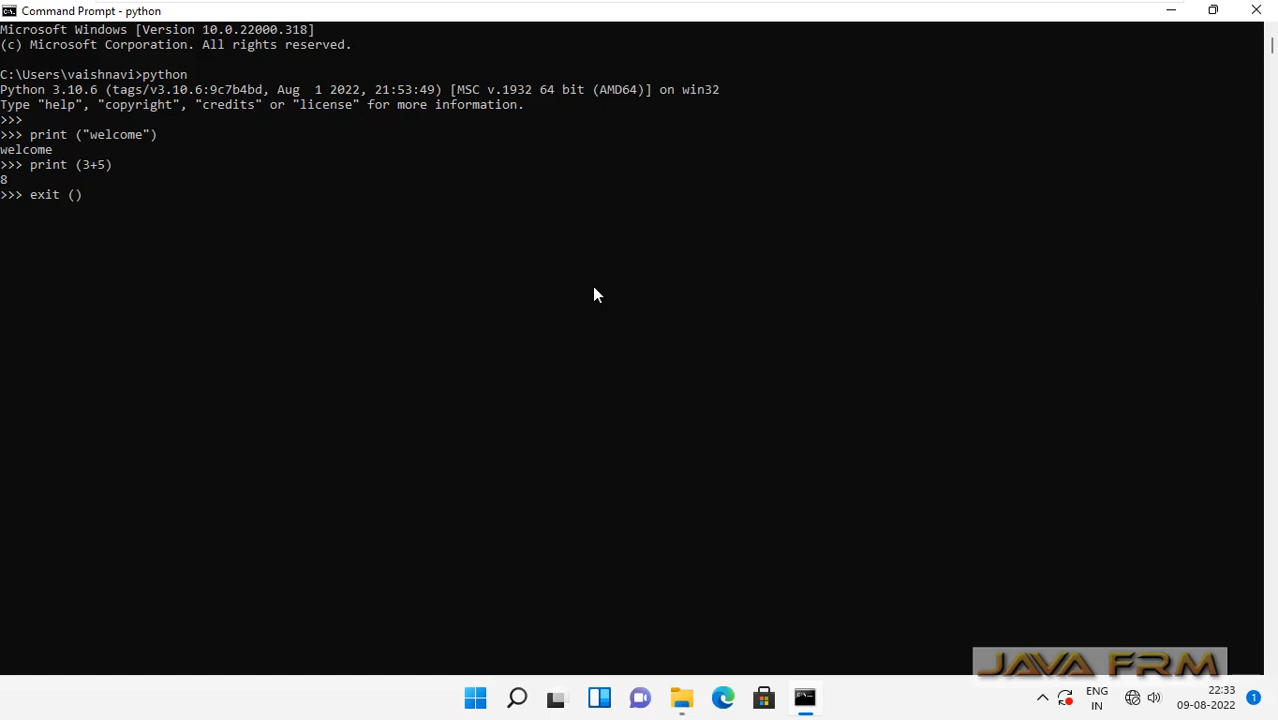 Command Prompt - python
Microsoft Windows [Version 10.0.22000.318]
(c) Microsoft Corporation. All rights reserved.
C:\Users\vaishnavi>python
Python 3.10.6 (tags/v3.10.6:9c7b4bd, Aug  1 2022, 21:53:49) [MSC v.1932 64 bit (AMD64)] on win32
Type "help", "copyright", "credits" or "license" for more information.
>>>
>>> print ("welcome")
welcome
>>> print (3+5)
8
>>> exit ()
JAVA FRM
ENG
IN
22:33
09-08-2022
1